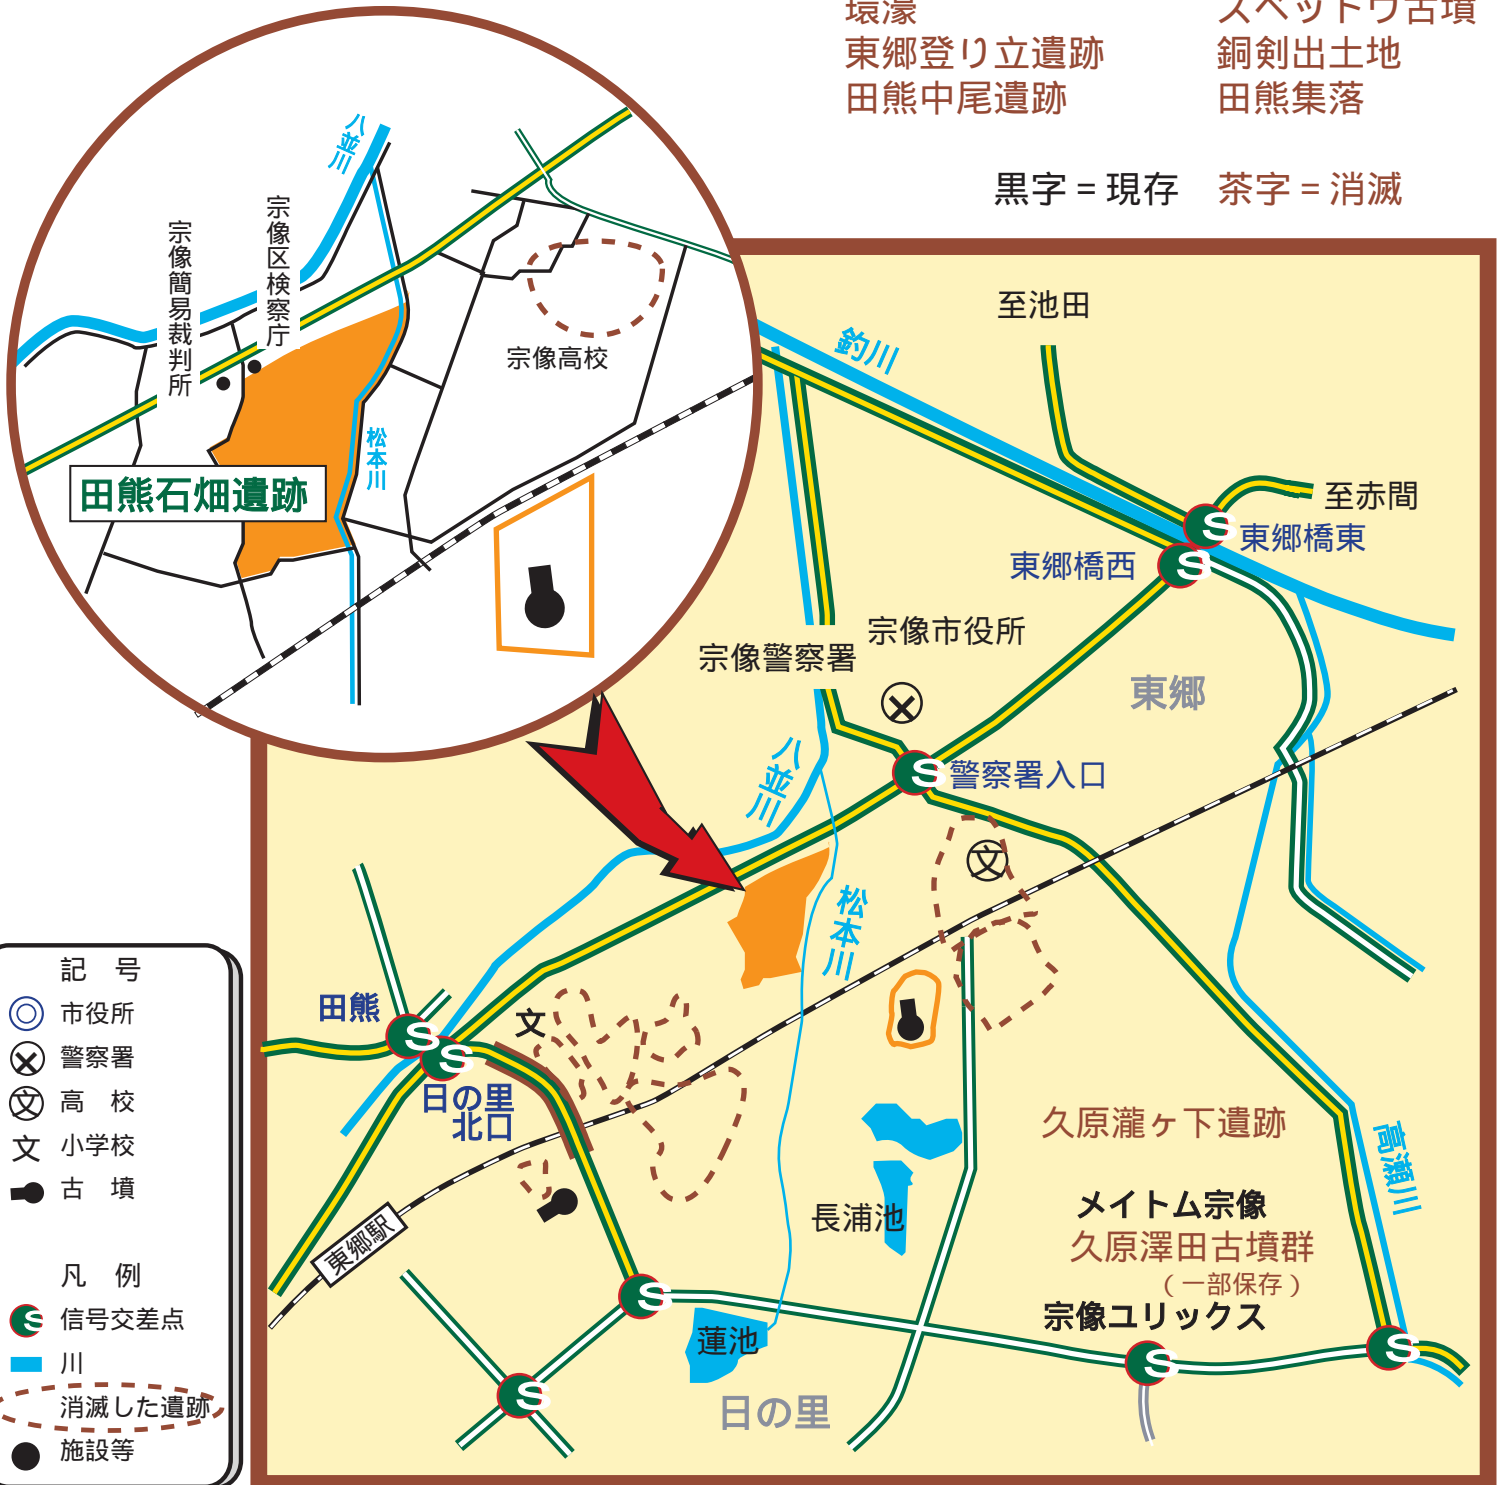 環濠
スベットウ古墳
東郷登り立遺跡
銅剣出土地
田熊中尾遺跡
田熊集落
黒字 = 現存
茶字 = 消滅
八並川
宗像区検察庁
宗像簡易裁判所
宗像高校
松本川
田熊石畑遺跡
至池田
釣川
至赤間
東郷橋東
東郷橋西
宗像市役所
宗像警察署
東郷
八並川
警察署入口
文
松本川
田熊
文
日の里
北口
久原瀧ヶ下遺跡
高瀬川
メイトム宗像
長浦池
久原澤田古墳群
（一部保存）
東郷駅
宗像ユリックス
蓮池
日の里
記 号
市役所
警察署
文 高 校
文 小学校
古 墳
凡 例
S 信号交差点
川
消滅した遺跡
施設等
S
S
S
S
S
S
S
S
S